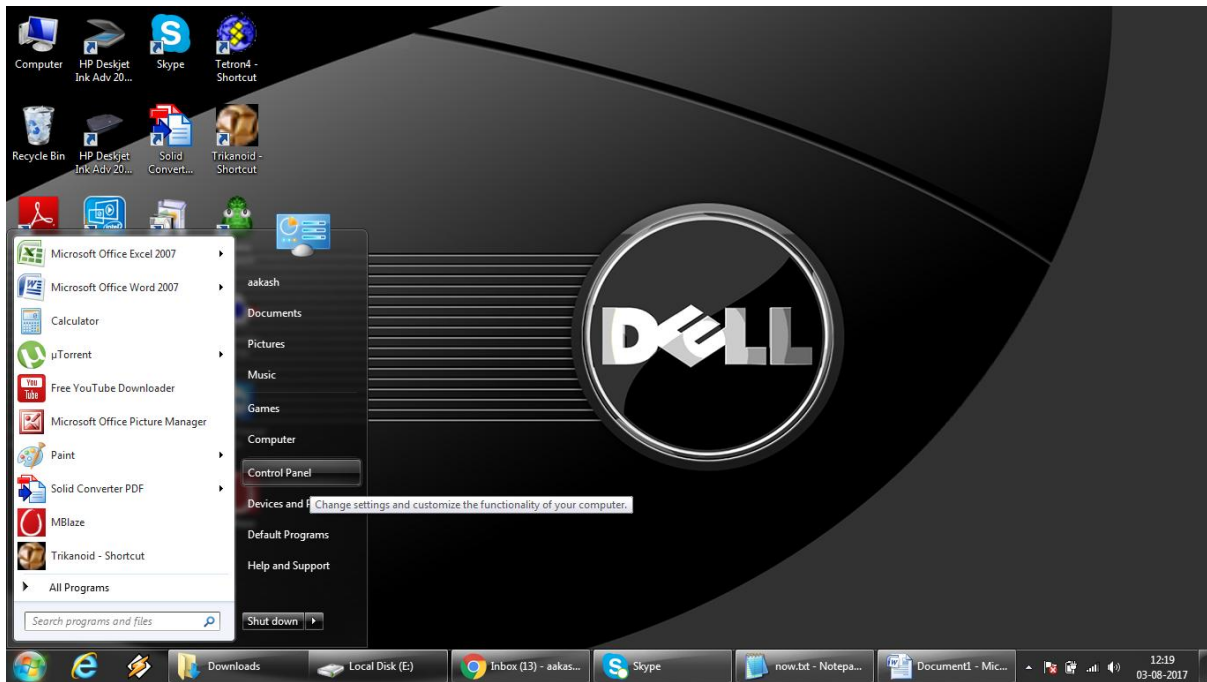 Computer
HP Deskjet
Ink Adv 20...
Skype
Tetron4 -
Shortcut
Recycle Bin
HP Deskjet
Ink Adv 20...
Solid
Convert...
Trikanoid -
Shortcut
Microsoft Office Excel 2007
Microsoft Office Word 2007
Calculator
µTorrent
You
Tube
Free YouTube Downloader
Microsoft Office Picture Manager
Paint
Solid Converter PDF
MBlaze
Trikanoid - Shortcut
All Programs
Search programs and files
aakash
Documents
Pictures
Music
Games
Computer
Control Panel
Devices and
Change settings and customize the functionality of your computer.
Default Programs
Help and Support
Shut down
DELL
Downloads
Local Disk (E:)
Inbox (13) - aakas...
Skype
now.txt - Notepa...
Document1 - Mic...
12:19
03-08-2017